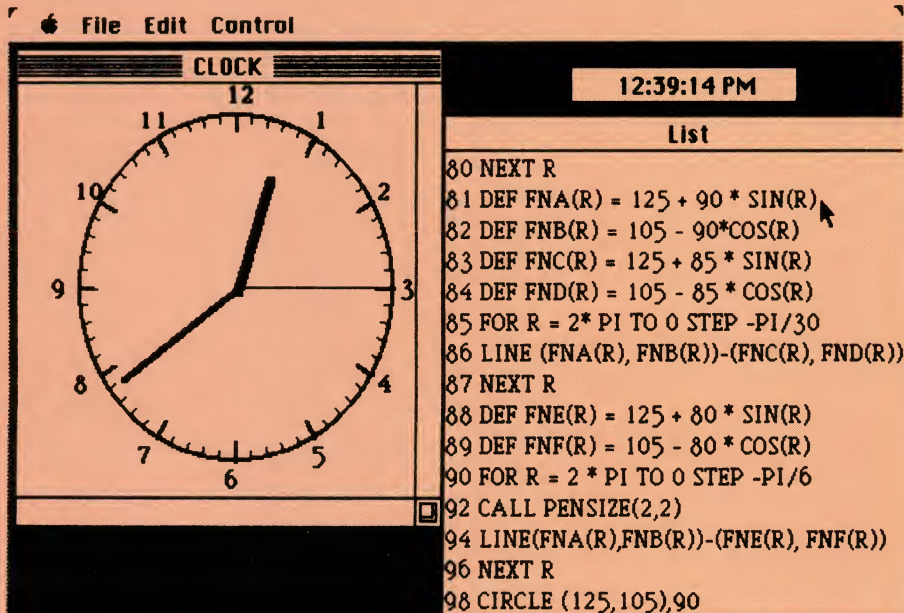 File Edit Control
CLOCK
12
11 1
10 2
9 3
8 4
7 5
6
12:39:14 PM
List
80 NEXT R
81 DEF FNA(R) = 125 + 90 * SIN(R)
82 DEF FNB(R) = 105 - 90*COS(R)
83 DEF FNC(R) = 125 + 85 * SIN(R)
84 DEF FND(R) = 105 - 85 * COS(R)
85 FOR R = 2* PI TO 0 STEP -PI/30
86 LINE (FNA(R), FNB(R))-(FNC(R), FND(R))
87 NEXT R
88 DEF FNE(R) = 125 + 80 * SIN(R)
89 DEF FNF(R) = 105 - 80 * COS(R)
90 FOR R = 2 * PI TO 0 STEP -PI/6
92 CALL PENSIZE(2,2)
94 LINE(FNA(R),FNB(R))-(FNE(R), FNF(R))
96 NEXT R
98 CIRCLE (125,105),90